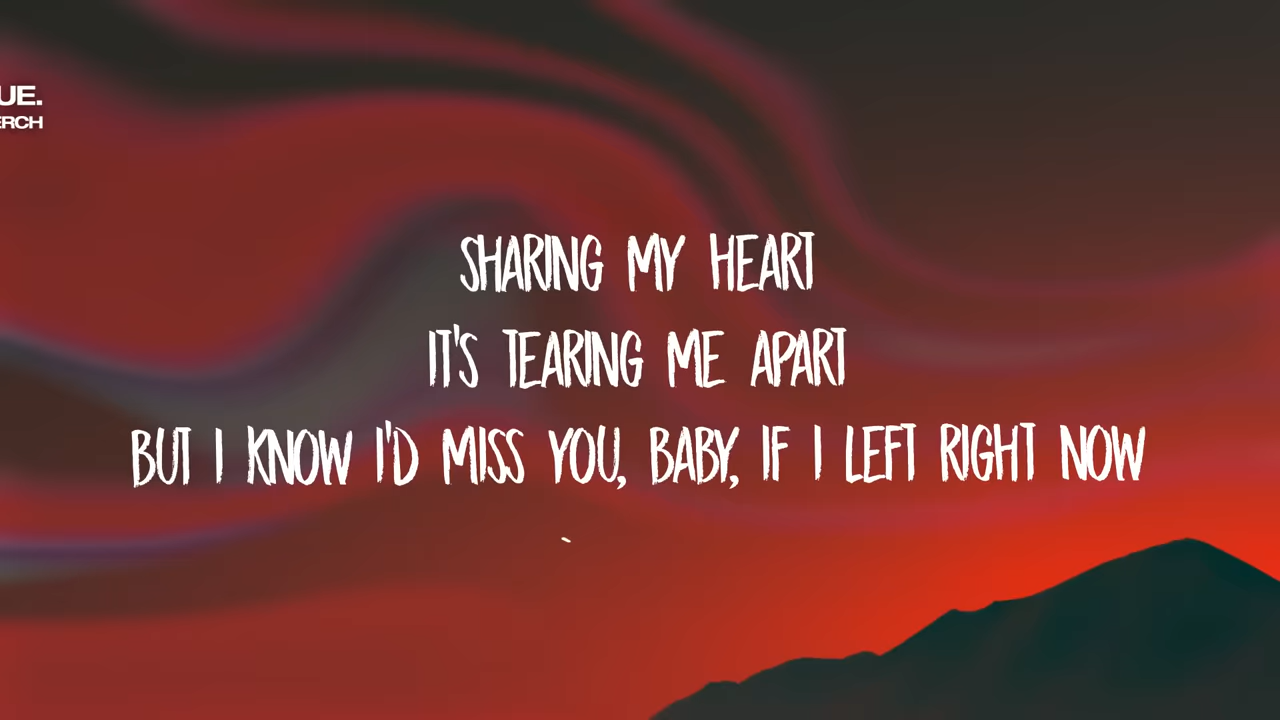 UE.
ERCH
SHARING MY HEART
IT'S TEARING ME APART
BUT I KNOW I'D MISS YOU, BABY, IF I LEFT RIGHT NOW